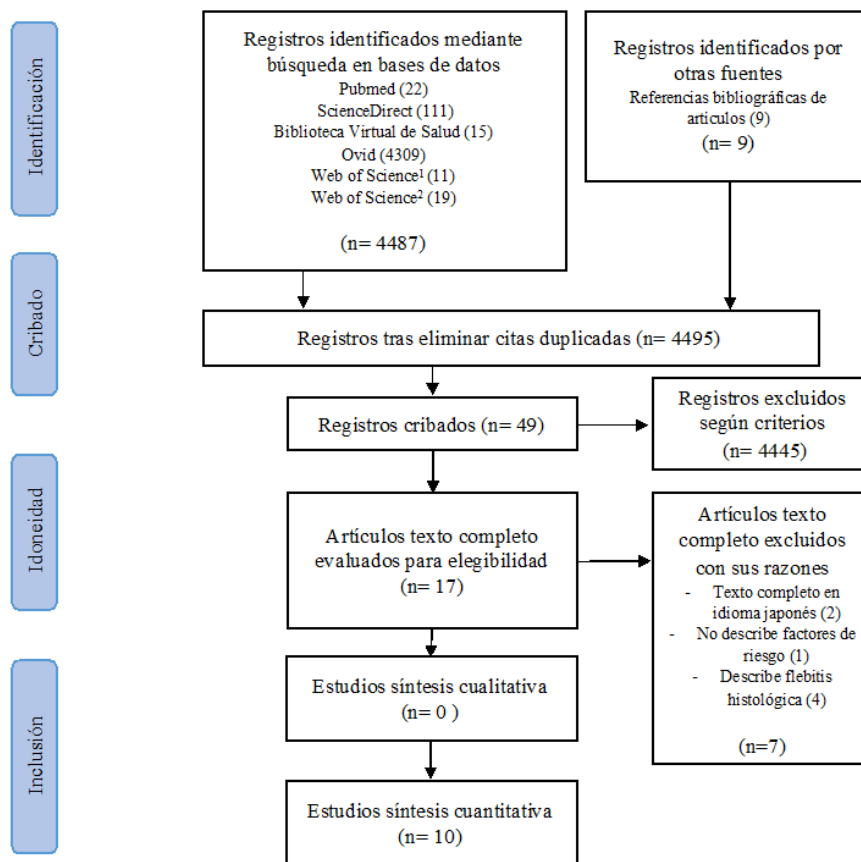 Identificación
Registros identificados mediante
búsqueda en bases de datos
Pubmed (22)
ScienceDirect (111)
Biblioteca Virtual de Salud (15)
Ovid (4309)
Web of Science¹ (11)
Web of Science² (19)
(n= 4487)
Registros identificados por
otras fuentes
Referencias bibliográficas de
artículos (9)
(n= 9)
Cribado
Registros tras eliminar citas duplicadas (n= 4495)
Registros cribados (n= 49)
Registros excluidos
según criterios
(n= 4445)
Idoneidad
Artículos texto completo
evaluados para elegibilidad
(n= 17)
Artículos texto
completo excluidos
con sus razones
- Texto completo en
idioma japonés (2)
- No describe factores de
riesgo (1)
- Describe flebitis
histológica (4)
(n=7)
Inclusión
Estudios síntesis cualitativa
(n= 0 )
Estudios síntesis cuantitativa
(n= 10)